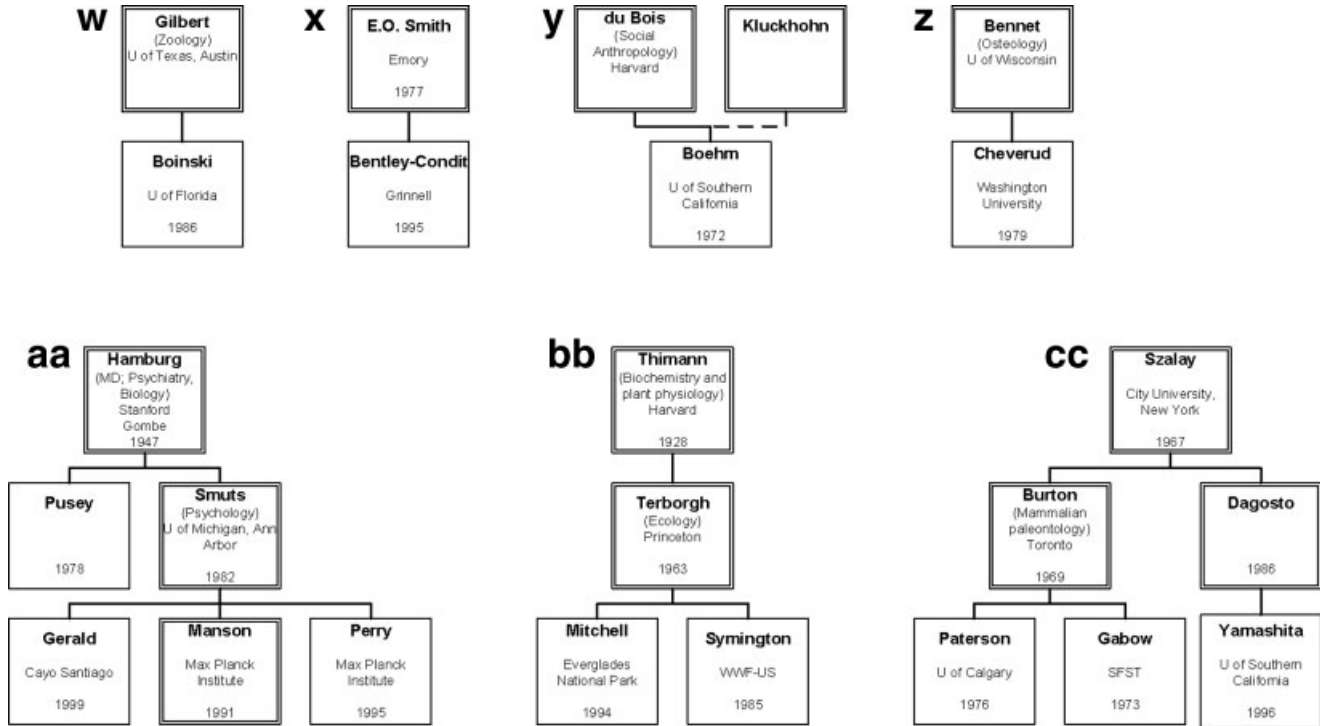 w
Gilbert
(Zoology)
U of Texas, Austin
Boinski
U of Florida
1986
x
E.O. Smith
Emory
1977
Bentley-Condit
Grinnell
1995
y
du Bois
(Social
Anthropology)
Harvard
Kluckhohn
Boehm
U of Southern
California
1972
z
Bennet
(Osteology)
U of Wisconsin
Cheverud
Washington
University
1979
aa
Hamburg
(MD; Psychiatry,
Biology)
Stanford
Gombe
1947
Pusey
1978
Smuts
(Psychology)
U of Michigan, Ann
Arbor
1982
Gerald
Cayo Santiago
1999
Manson
Max Planck
Institute
1991
Perry
Max Planck
Institute
1995
bb
Thimann
(Biochemistry and
plant physiology)
Harvard
1928
Terborgh
(Ecology)
Princeton
1963
Mitchell
Everglades
National Park
1994
Symington
WWF-US
1985
cc
Szalay
City University,
New York
1967
Burton
(Mammalian
paleontology)
Toronto
1969
Dagosto
1986
Paterson
U of Calgary
1976
Gabow
SFST
1973
Yamashita
U of Southern
California
1996